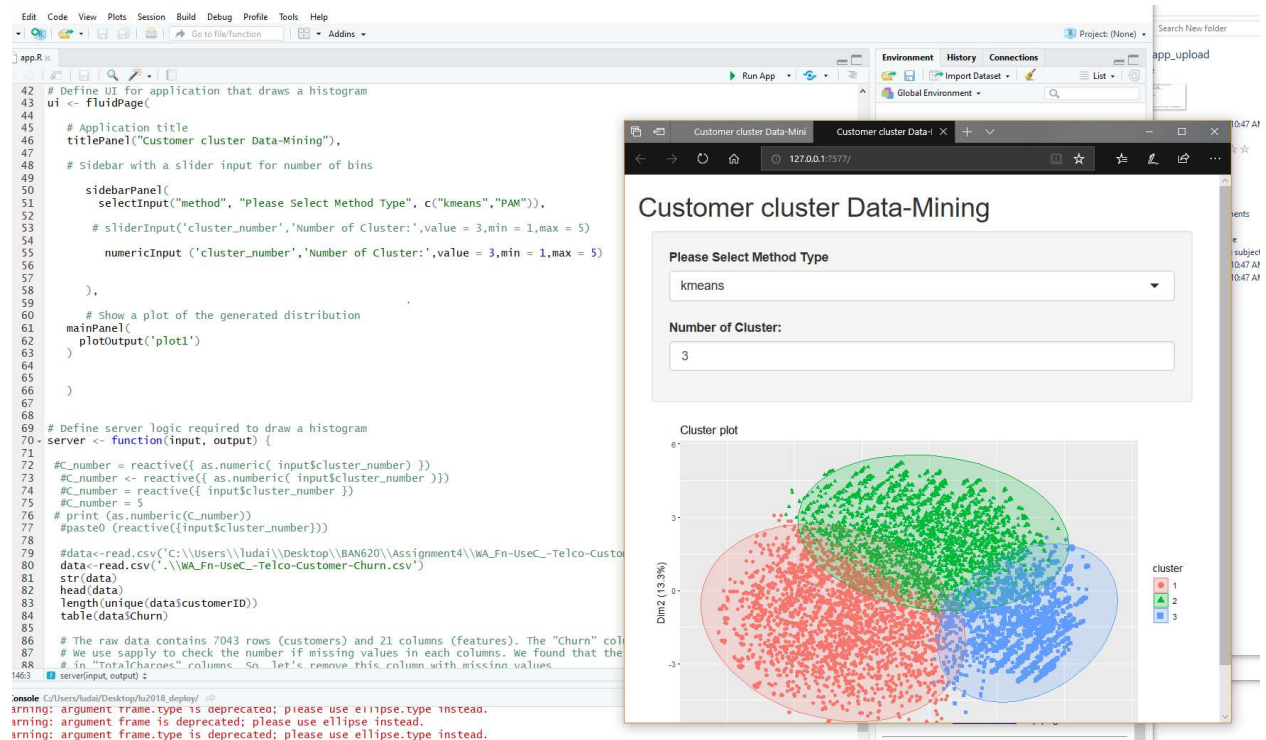 Edit Code View Plots Session Build Debug Profile Tools Help
Go to file/function Addins
Project: (None)
Search New folder
app.R
Run App
Environment History Connections
Import Dataset List
Global Environment
app_upload
42 # Define UI for application that draws a histogram
43 ui <- fluidPage(
44
45 # Application title
46 titlePanel("Customer cluster Data-Mining"),
47
48 # Sidebar with a slider input for number of bins
49
50 sidebarPanel(
51 selectInput("method", "Please Select Method Type", c("kmeans","PAM")),
52
53 # sliderInput('cluster_number','Number of Cluster:',value = 3,min = 1,max = 5)
54
55 numericInput ('cluster_number','Number of Cluster:',value = 3,min = 1,max = 5)
56
57
58 ),
59
60 # Show a plot of the generated distribution
61 mainPanel(
62 plotOutput('plot1')
63 )
64
65
66 )
67
68
69 # Define server logic required to draw a histogram
70 server <- function(input, output) {
71
72 #C_number = reactive({ as.numeric( input$cluster_number) })
73 #C_number <- reactive({ as.numberic( input$cluster_number )})
74 #C_number = reactive({ input$cluster_number })
75 #C_number = 5
76 # print (as.numberic(C_number))
77 #paste0 (reactive({input$cluster_number}))
78
79 #data<-read.csv('C:\\Users\\ludai\\Desktop\\BAN620\\Assignment4\\WA_Fn-UseC_-Telco-Custo
80 data<-read.csv('.\\WA_Fn-UseC_-Telco-Customer-Churn.csv')
81 str(data)
82 head(data)
83 length(unique(data$customerID))
84 table(data$Churn)
85
86 # The raw data contains 7043 rows (customers) and 21 columns (features). The "Churn" col
87 # We use sapply to check the number if missing values in each columns. We found that the
88 # in "TotalCharges" columns. So, let's remove this column with missing values
146:3 server(input, output)
Console C:/Users/ludai/Desktop/lu2018_deploy/
arning: argument frame.type is deprecated; please use ellipse.type instead.
arning: argument frame is deprecated; please use ellipse instead.
arning: argument frame.type is deprecated; please use ellipse.type instead.
Customer cluster Data-Mini Customer cluster Data-I
127.0.0.1:7577/
Customer cluster Data-Mining
Please Select Method Type
kmeans
Number of Cluster:
3
Cluster plot
6
3
0
-3
Dim2 (13.3%)
cluster
1
2
3
10:47 AM
ments
e
subject
10:47 AM
10:47 AM